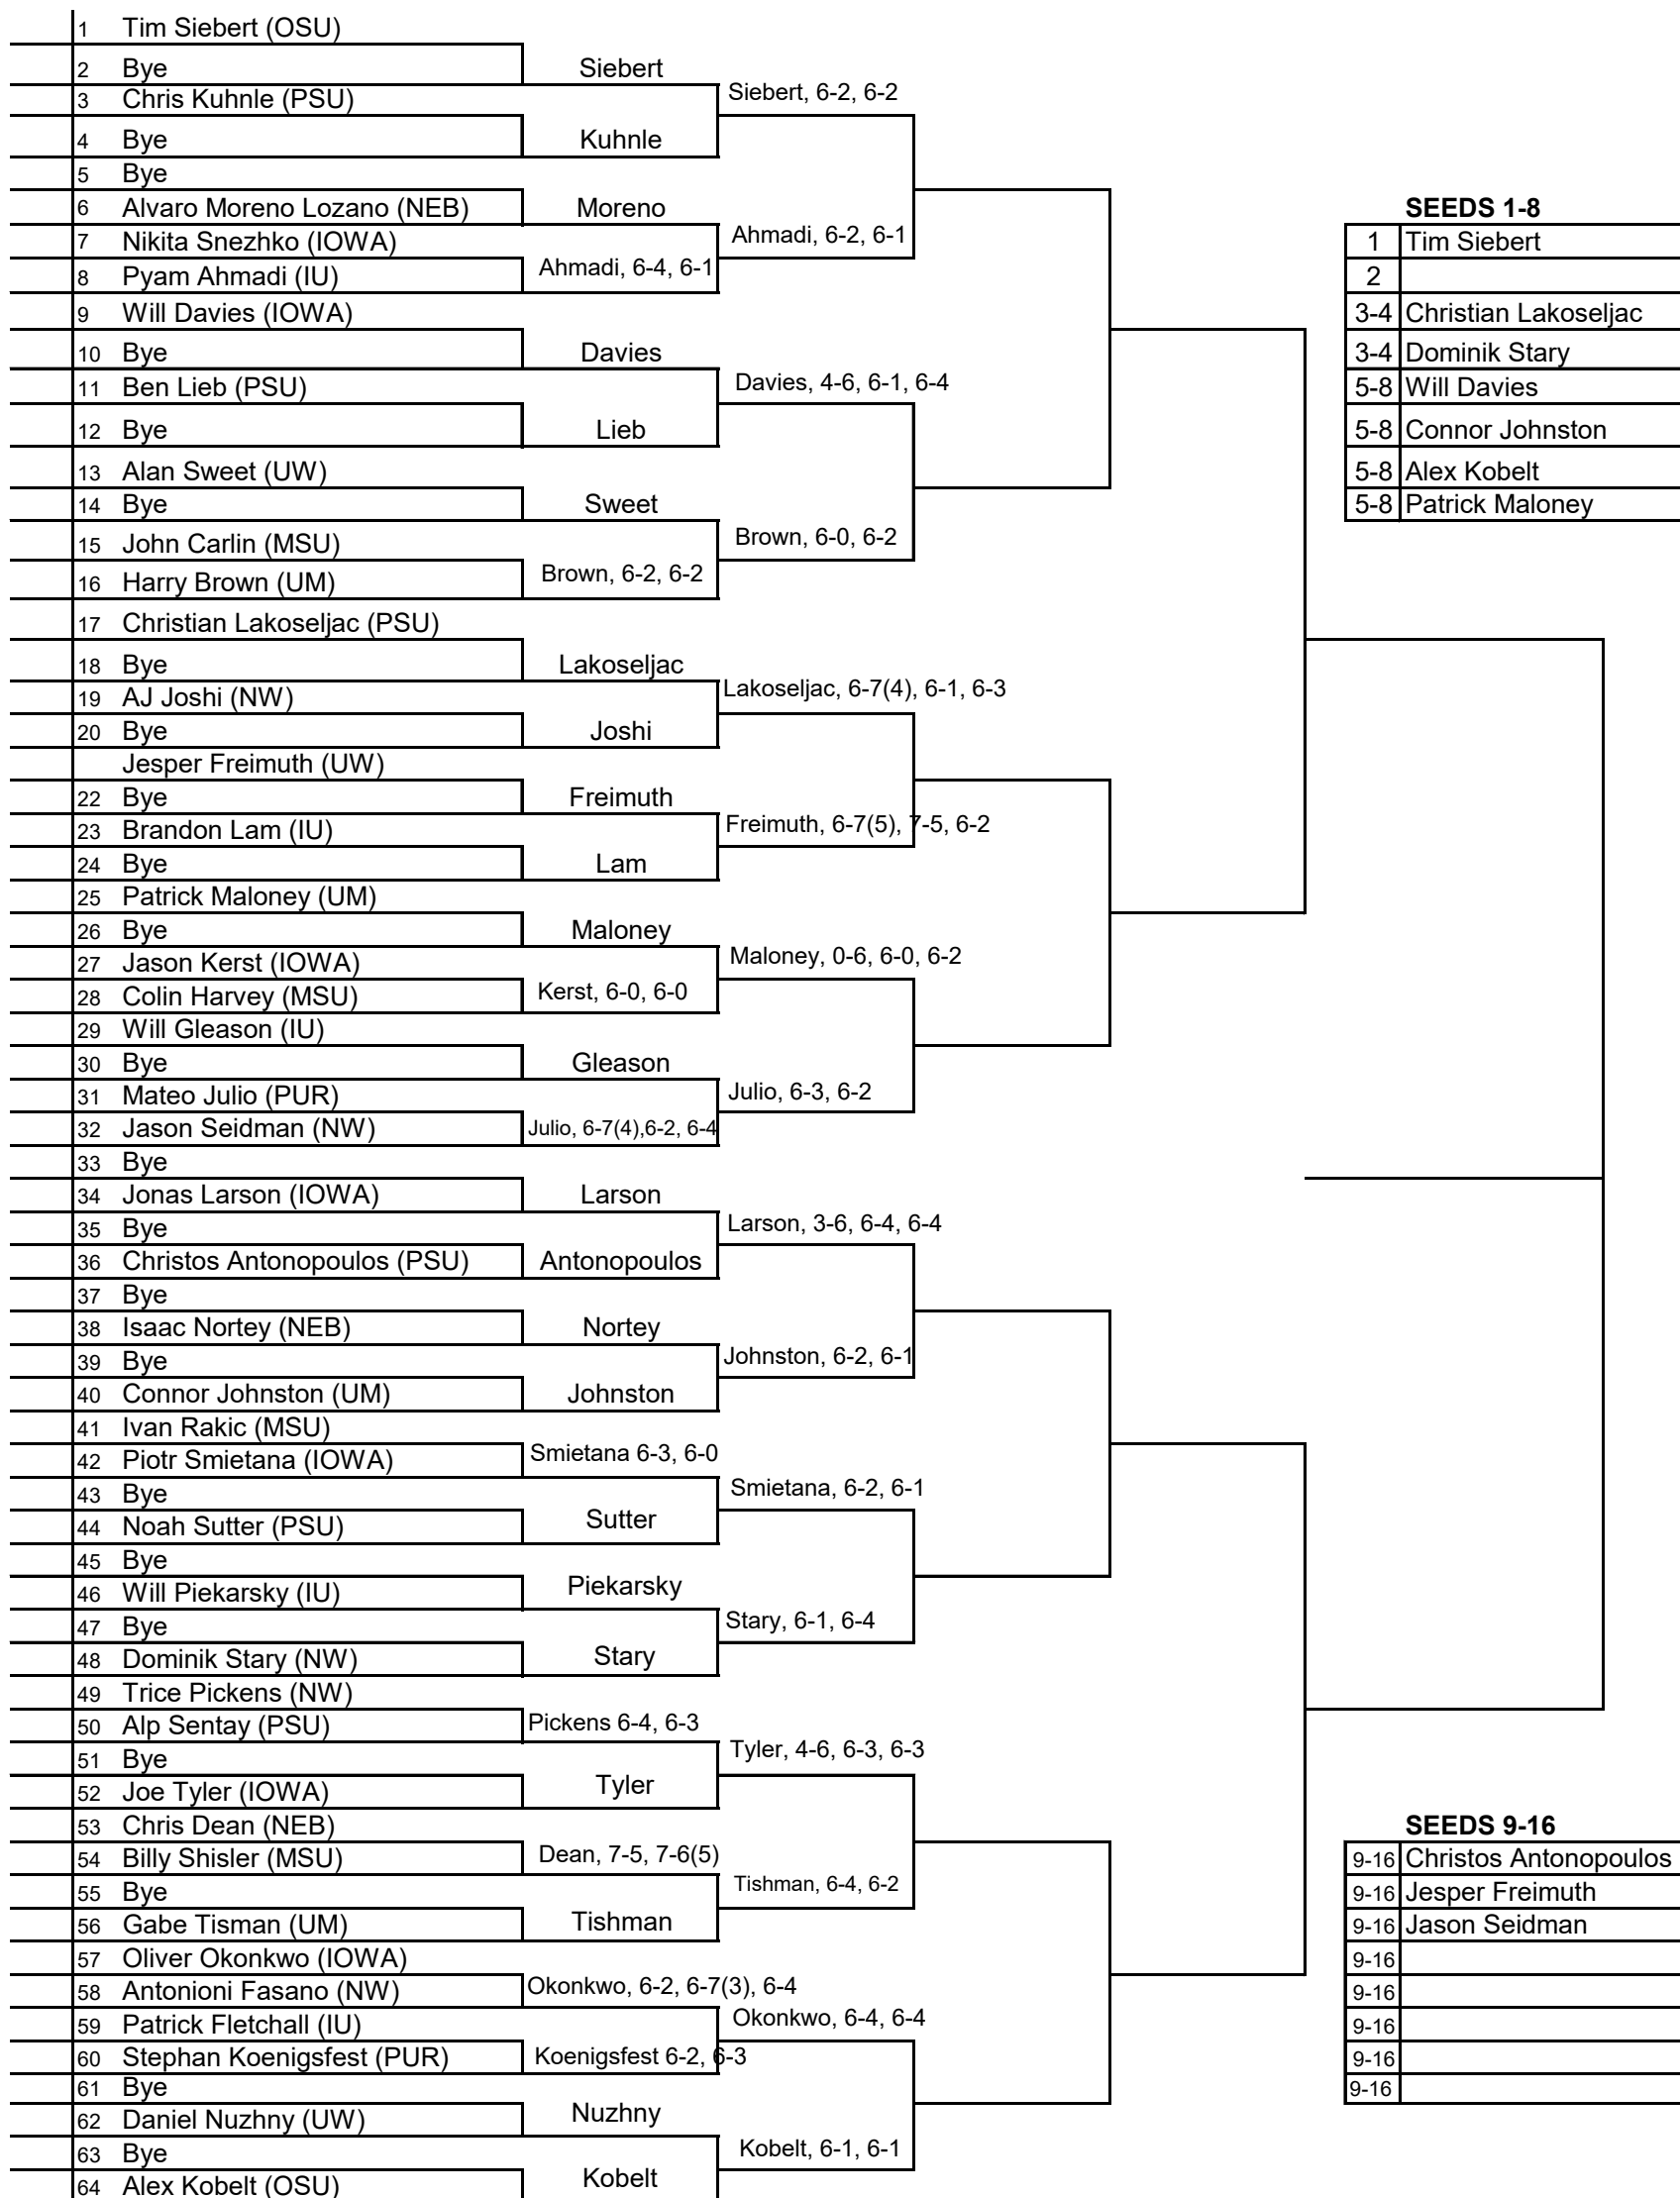 1 Tim Siebert (OSU)
2 Bye Siebert
3 Chris Kuhnle (PSU) Siebert, 6-2, 6-2
4 Bye Kuhnle
5 Bye
6 Alvaro Moreno Lozano (NEB) Moreno SEEDS 1-8
7 Nikita Snezhko (IOWA) Ahmadi, 6-2, 6-1 1 Tim Siebert
8 Pyam Ahmadi (IU) Ahmadi, 6-4, 6-1 2
9 Will Davies (IOWA) 3-4 Christian Lakoseljac
10 Bye Davies 3-4 Dominik Stary
11 Ben Lieb (PSU) Davies, 4-6, 6-1, 6-4 5-8 Will Davies
12 Bye Lieb 5-8 Connor Johnston
13 Alan Sweet (UW) 5-8 Alex Kobelt
14 Bye Sweet 5-8 Patrick Maloney
15 John Carlin (MSU) Brown, 6-0, 6-2
16 Harry Brown (UM) Brown, 6-2, 6-2
17 Christian Lakoseljac (PSU)
18 Bye Lakoseljac
19 AJ Joshi (NW) Lakoseljac, 6-7(4), 6-1, 6-3
20 Bye Joshi
Jesper Freimuth (UW)
22 Bye Freimuth
23 Brandon Lam (IU) Freimuth, 6-7(5), 7-5, 6-2
24 Bye Lam
25 Patrick Maloney (UM)
26 Bye Maloney
27 Jason Kerst (IOWA) Maloney, 0-6, 6-0, 6-2
28 Colin Harvey (MSU) Kerst, 6-0, 6-0
29 Will Gleason (IU)
30 Bye Gleason
31 Mateo Julio (PUR) Julio, 6-3, 6-2
32 Jason Seidman (NW) Julio, 6-7(4),6-2, 6-4
33 Bye
34 Jonas Larson (IOWA) Larson
35 Bye Larson, 3-6, 6-4, 6-4
36 Christos Antonopoulos (PSU) Antonopoulos
37 Bye
38 Isaac Nortey (NEB) Nortey
39 Bye Johnston, 6-2, 6-1
40 Connor Johnston (UM) Johnston
41 Ivan Rakic (MSU)
42 Piotr Smietana (IOWA) Smietana 6-3, 6-0
43 Bye Smietana, 6-2, 6-1
44 Noah Sutter (PSU) Sutter
45 Bye
46 Will Piekarsky (IU) Piekarsky
47 Bye Stary, 6-1, 6-4
48 Dominik Stary (NW) Stary
49 Trice Pickens (NW)
50 Alp Sentay (PSU) Pickens 6-4, 6-3
51 Bye Tyler, 4-6, 6-3, 6-3
52 Joe Tyler (IOWA) Tyler
53 Chris Dean (NEB) SEEDS 9-16
54 Billy Shisler (MSU) Dean, 7-5, 7-6(5) 9-16 Christos Antonopoulos
55 Bye Tishman, 6-4, 6-2 9-16 Jesper Freimuth
56 Gabe Tisman (UM) Tishman 9-16 Jason Seidman
57 Oliver Okonkwo (IOWA) 9-16
58 Antonioni Fasano (NW) Okonkwo, 6-2, 6-7(3), 6-4 9-16
59 Patrick Fletchall (IU) Okonkwo, 6-4, 6-4 9-16
60 Stephan Koenigsfest (PUR) Koenigsfest 6-2, 6-3 9-16
61 Bye 9-16
62 Daniel Nuzhny (UW) Nuzhny
63 Bye Kobelt, 6-1, 6-1
64 Alex Kobelt (OSU) Kobelt